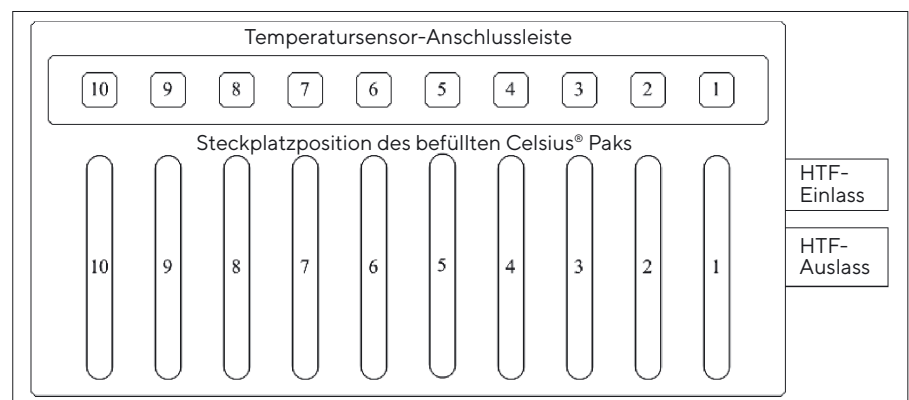 Temperatursensor-Anschlussleiste
10 9 8 7 6 5 4 3 2 1
Steckplatzposition des befüllten Celsius® Paks
10 9 8 7 6 5 4 3 2 1
HTF-
Einlass
HTF-
Auslass